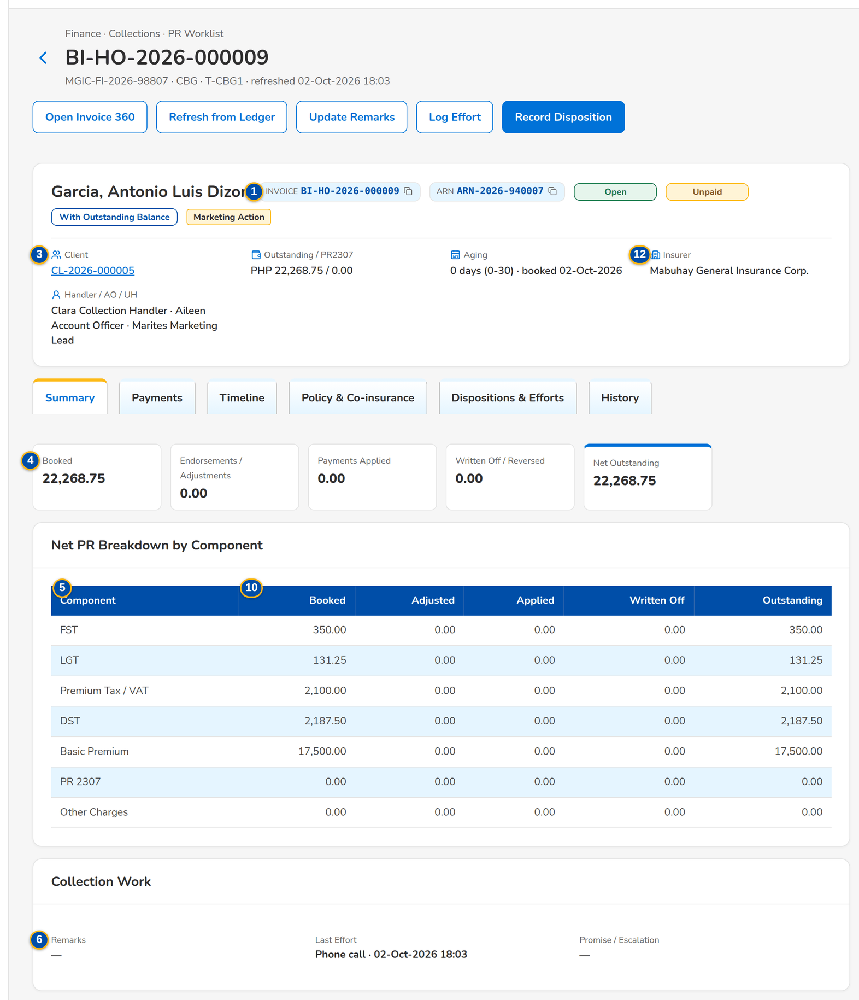 Finance · Collections · PR Worklist
BI-HO-2026-000009
MGIC-FI-2026-98807 · CBG · T-CBG1 · refreshed 02-Oct-2026 18:03
Open Invoice 360 Refresh from Ledger Update Remarks Log Effort Record Disposition
Garcia, Antonio Luis Dizon 1 INVOICE BI-HO-2026-000009 ARN ARN-2026-940007 Open Unpaid
With Outstanding Balance Marketing Action
3 Client Outstanding / PR2307 Aging 12 Insurer
CL-2026-000005 PHP 22,268.75 / 0.00 0 days (0-30) · booked 02-Oct-2026 Mabuhay General Insurance Corp.
Handler / AO / UH
Clara Collection Handler · Aileen
Account Officer · Marites Marketing
Lead
Summary Payments Timeline Policy & Co-insurance Dispositions & Efforts History
4 Booked Endorsements / Payments Applied Written Off / Reversed Net Outstanding
Adjustments
22,268.75 0.00 0.00 0.00 22,268.75
Net PR Breakdown by Component
5 10
Component Booked Adjusted Applied Written Off Outstanding
FST 350.00 0.00 0.00 0.00 350.00
LGT 131.25 0.00 0.00 0.00 131.25
Premium Tax / VAT 2,100.00 0.00 0.00 0.00 2,100.00
DST 2,187.50 0.00 0.00 0.00 2,187.50
Basic Premium 17,500.00 0.00 0.00 0.00 17,500.00
PR 2307 0.00 0.00 0.00 0.00 0.00
Other Charges 0.00 0.00 0.00 0.00 0.00
Collection Work
6 Remarks Last Effort Promise / Escalation
— Phone call · 02-Oct-2026 18:03 —